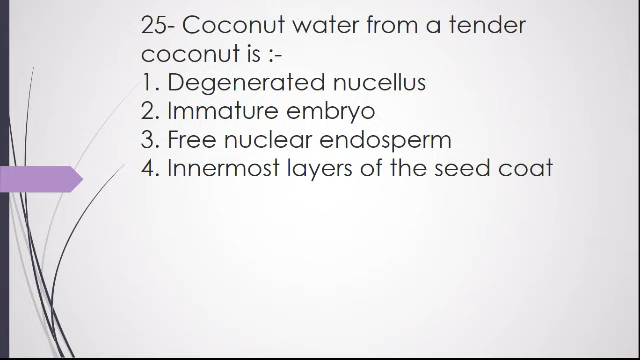 25- Coconut water from a tender
coconut is :-
1. Degenerated nucellus
2. Immature embryo
3. Free nuclear endosperm
4. Innermost layers of the seed coat